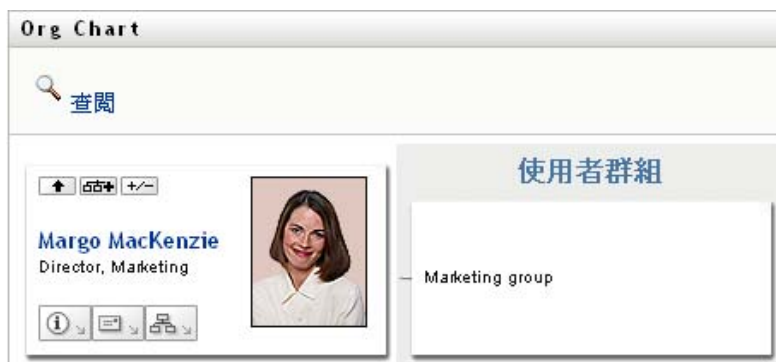 Org Chart
查閱
使用者群組
+/-
Margo MacKenzie
Director, Marketing
Marketing group